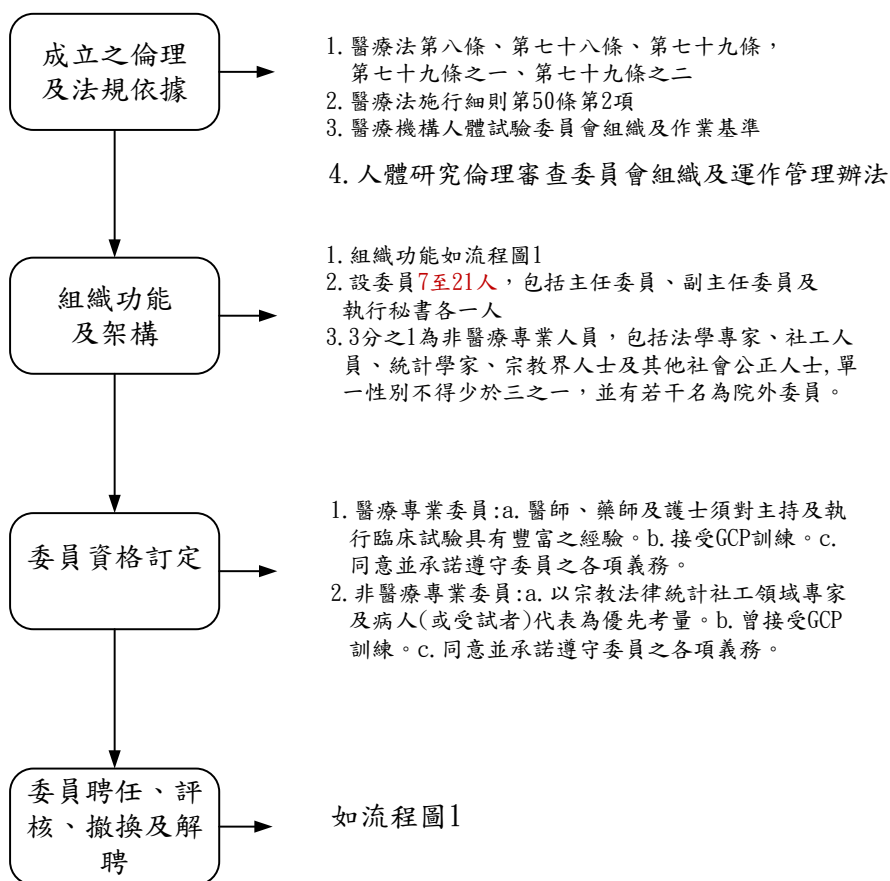 成立之倫理
及法規依據
1.醫療法第八條、第七十八條、第七十九條，
第七十九條之一、第七十九條之二
2.醫療法施行細則第50條第2項
3.醫療機構人體試驗委員會組織及作業基準
4.人體研究倫理審查委員會組織及運作管理辦法
組織功能
及架構
1.組織功能如流程圖1
2.設委員7至21人，包括主任委員、副主任委員及
執行秘書各一人
3.3分之1為非醫療專業人員，包括法學專家、社工人
員、統計學家、宗教界人士及其他社會公正人士,單
一性別不得少於三之一，並有若干名為院外委員。
委員資格訂定
1.醫療專業委員:a.醫師、藥師及護士須對主持及執
行臨床試驗具有豐富之經驗。b.接受GCP訓練。c.
同意並承諾遵守委員之各項義務。
2.非醫療專業委員:a.以宗教法律統計社工領域專家
及病人(或受試者)代表為優先考量。b.曾接受GCP
訓練。c.同意並承諾遵守委員之各項義務。
委員聘任、評
核、撤換及解
聘
如流程圖1